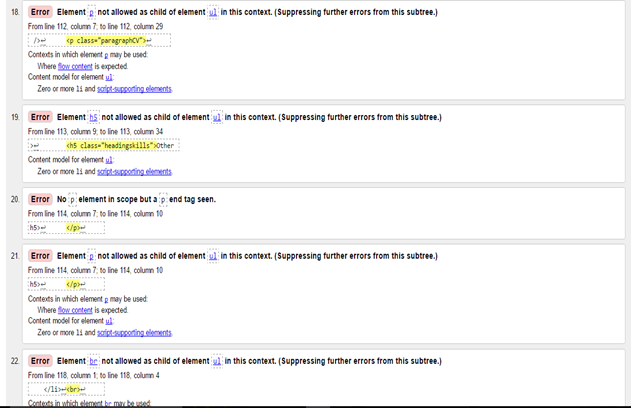 18. Error Element p not allowed as child of element ul in this context. (Suppressing further errors from this subtree.)
From line 112, column 7; to line 112, column 29
/>↩ <p class="paragraphCV">↩
Contexts in which element p may be used:
Where flow content is expected.
Content model for element ul:
Zero or more li and script-supporting elements.
19. Error Element h5 not allowed as child of element ul in this context. (Suppressing further errors from this subtree.)
From line 113, column 9; to line 113, column 34
>↩ <h5 class="headingskills">Other
Content model for element ul:
Zero or more li and script-supporting elements.
20. Error No p element in scope but a p end tag seen.
From line 114, column 7; to line 114, column 10
h5>↩ </p>↩
21. Error Element p not allowed as child of element ul in this context. (Suppressing further errors from this subtree.)
From line 114, column 7; to line 114, column 10
h5>↩ </p>↩
Contexts in which element p may be used:
Where flow content is expected.
Content model for element ul:
Zero or more li and script-supporting elements.
22. Error Element br not allowed as child of element ul in this context. (Suppressing further errors from this subtree.)
From line 118, column 1; to line 118, column 4
</li>↩<br>↩
Contexts in which element br may be used: